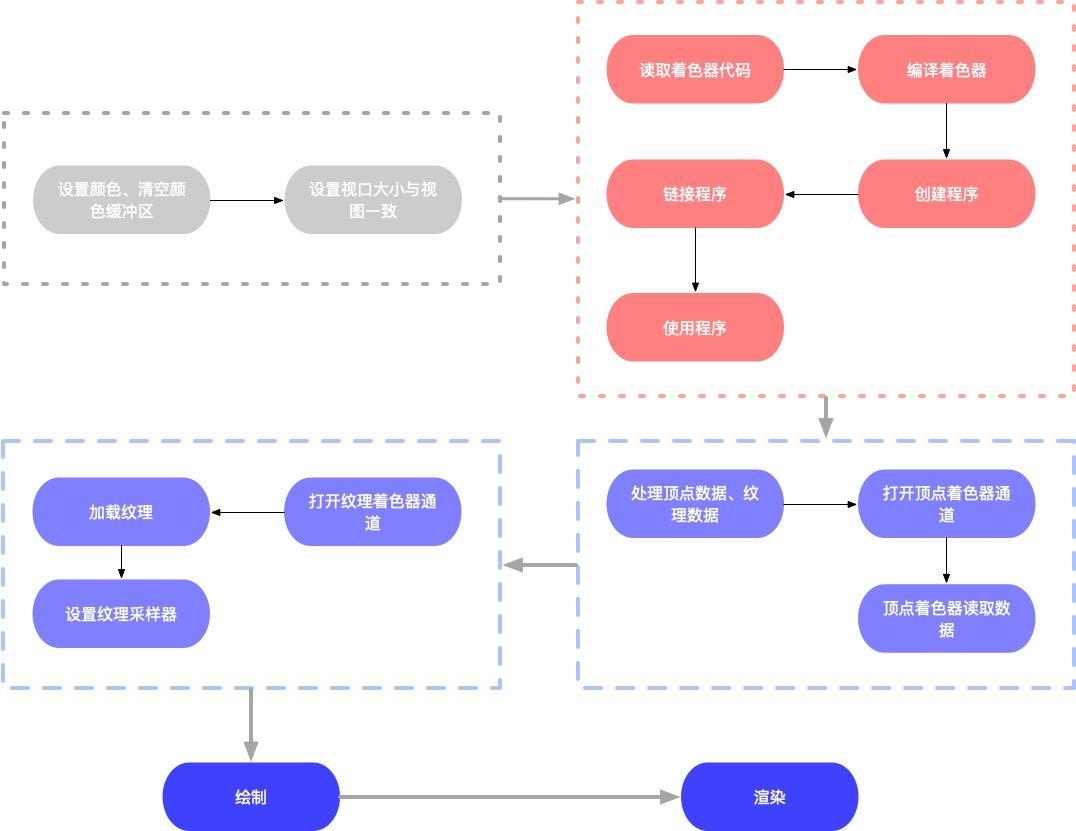 设置颜色、清空颜
色缓冲区
设置视口大小与视
图一致
读取着色器代码
编译着色器
创建程序
链接程序
使用程序
处理顶点数据、纹
理数据
打开顶点着色器通
道
顶点着色器读取数
据
打开纹理着色器通
道
加载纹理
设置纹理采样器
绘制
渲染